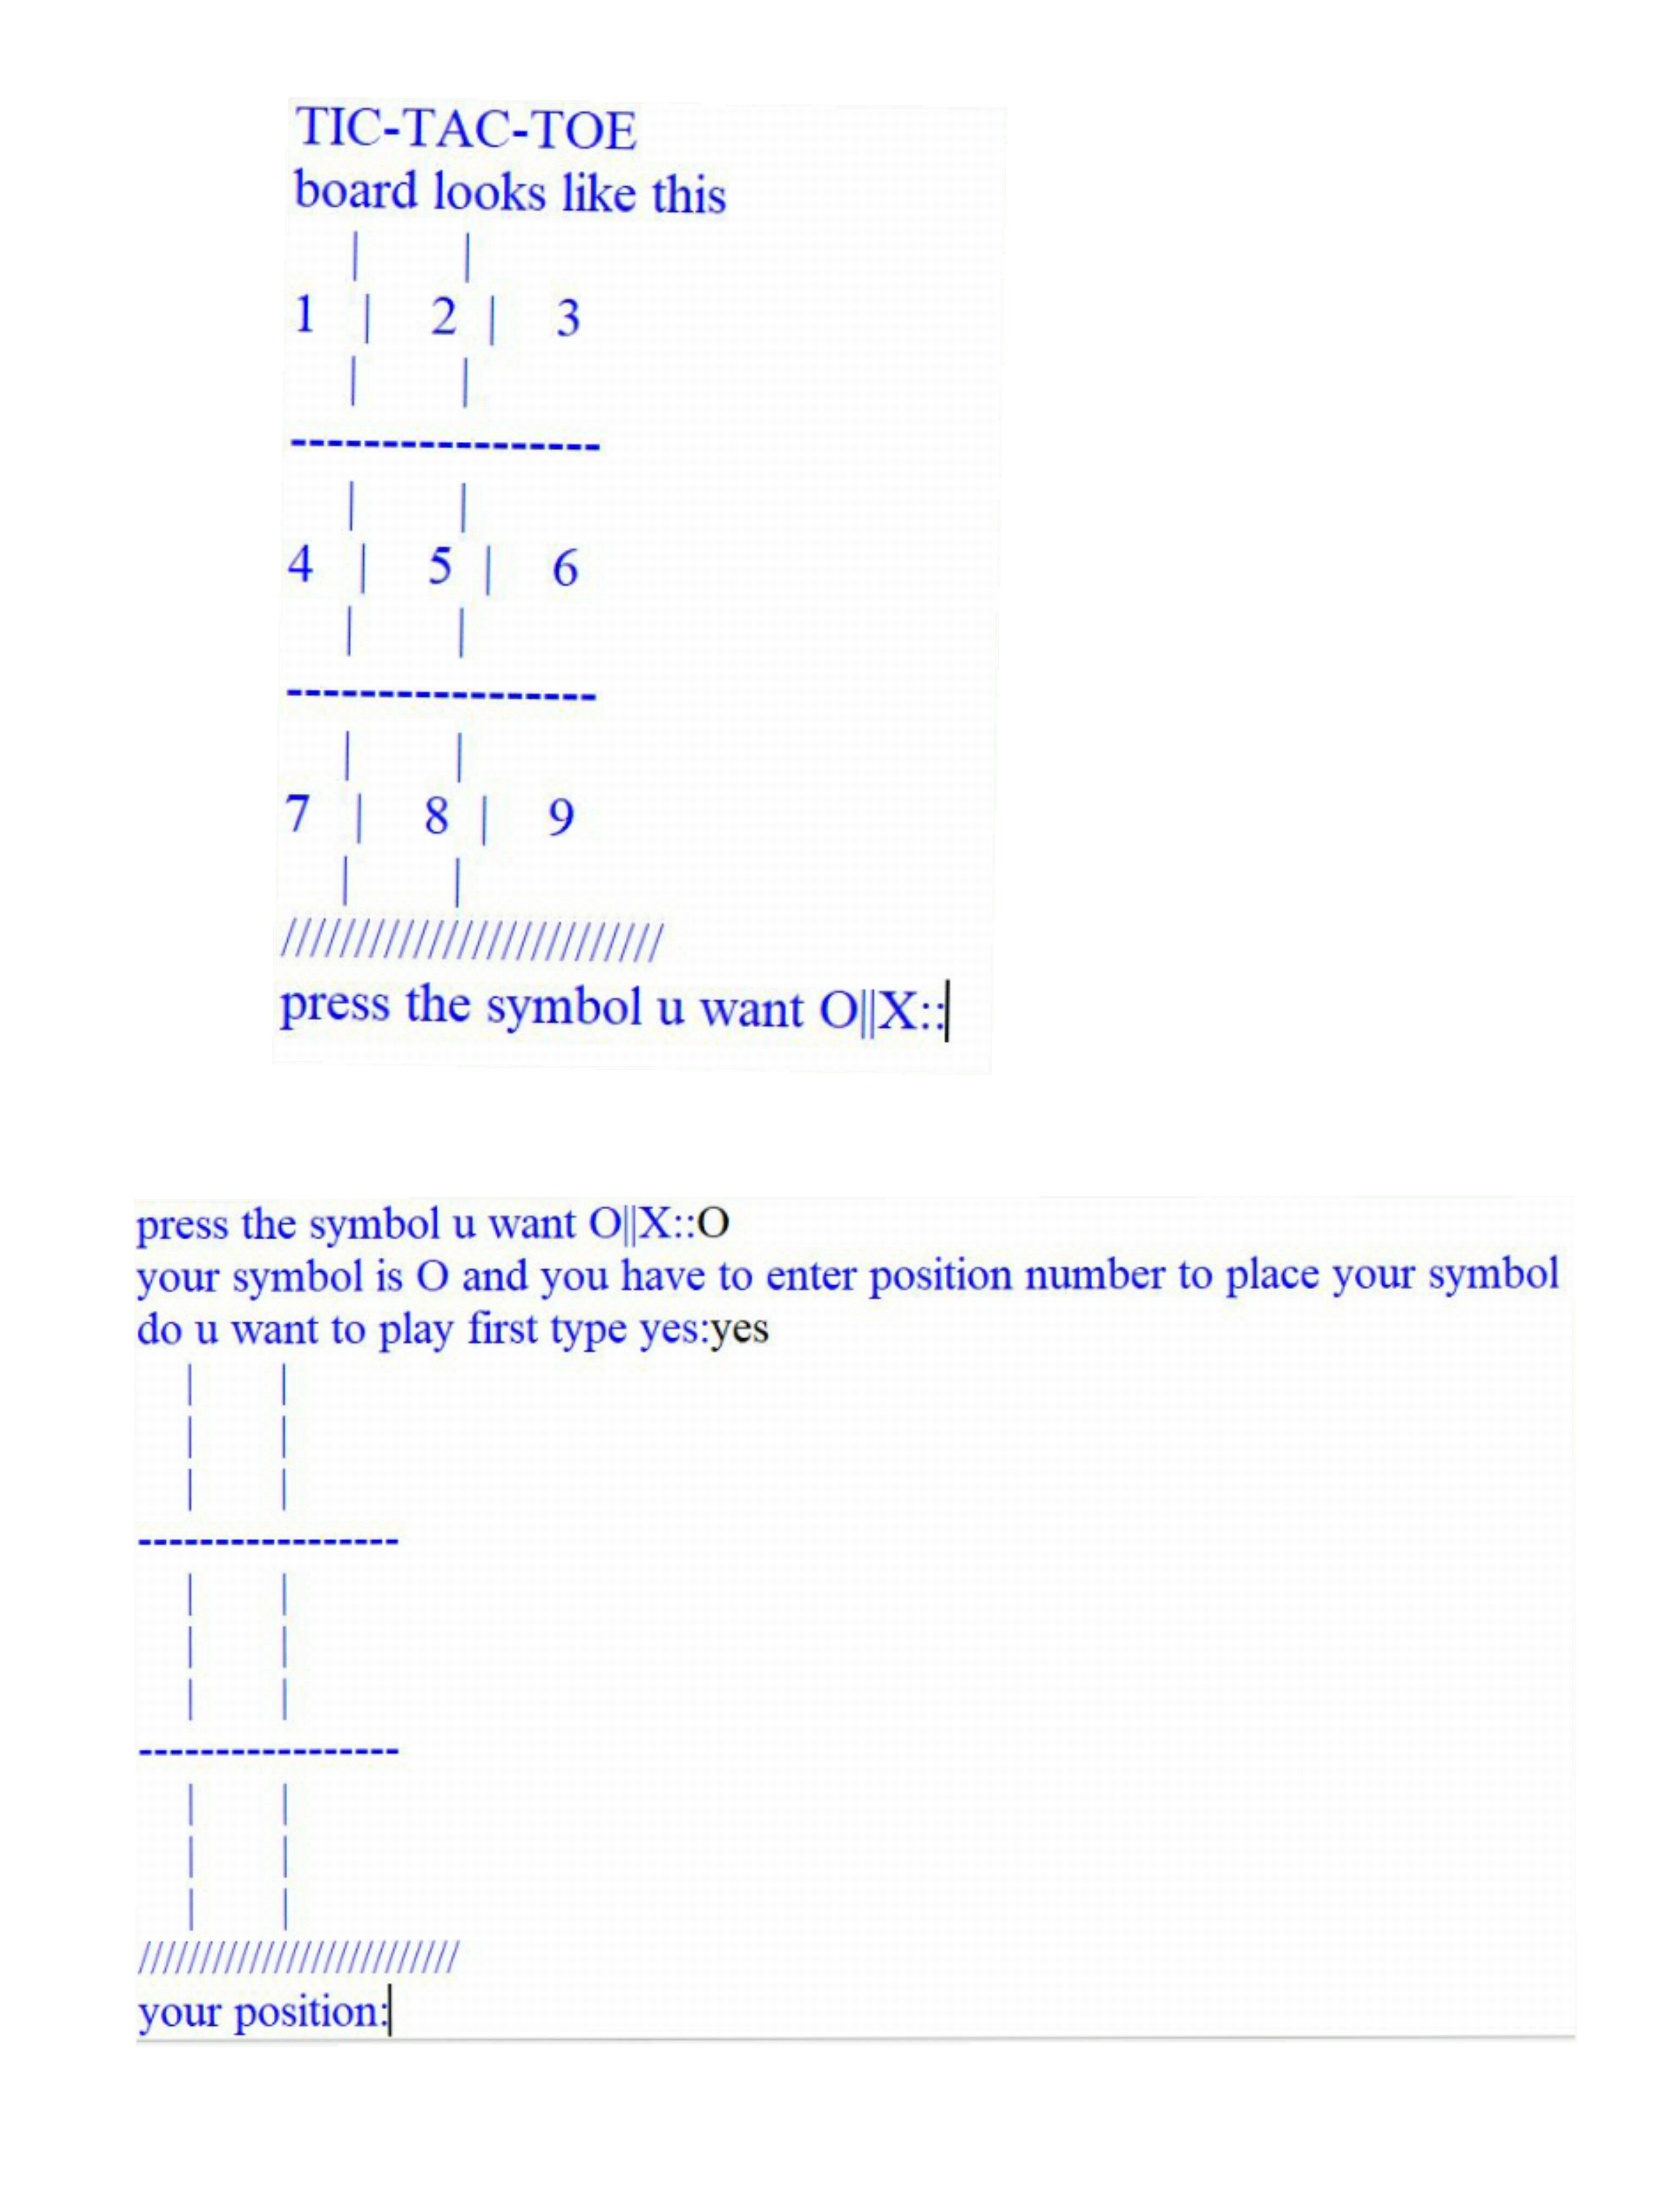 TIC-TAC-TOE
board looks like this
| |
1 | 2 | 3
| |
-----------------
| |
4 | 5 | 6
| |
-----------------
| |
7 | 8 | 9
| |
//////////////////////////
press the symbol u want O||X::
press the symbol u want O||X::O
your symbol is O and you have to enter position number to place your symbol
do u want to play first type yes:yes
| |
| |
| |
-----------------
| |
| |
| |
-----------------
| |
| |
| |
//////////////////////////
your position: